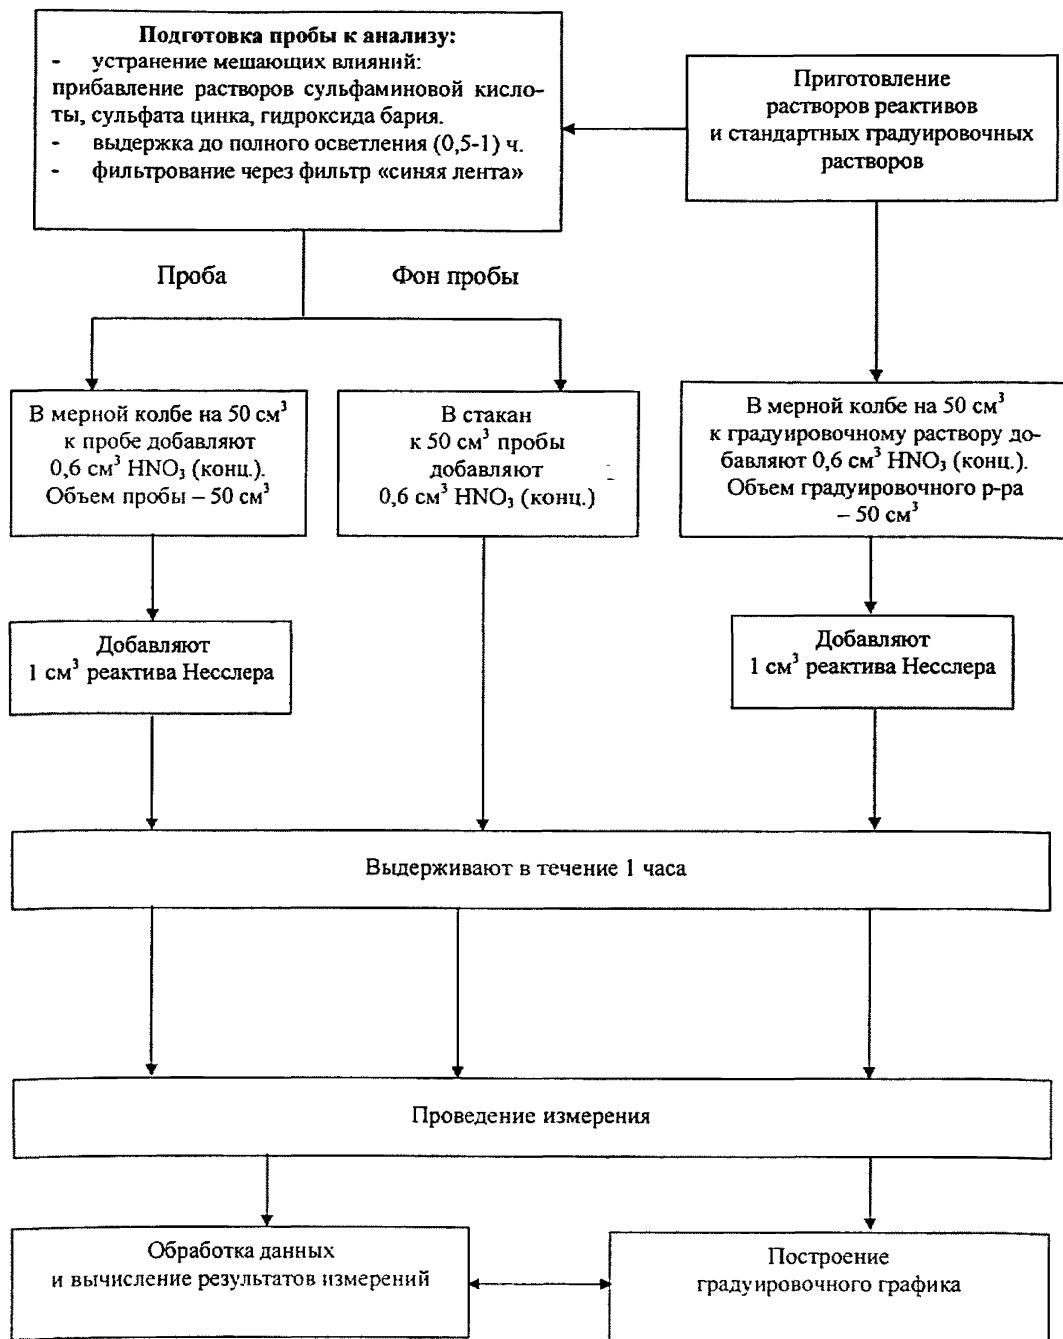 Подготовка пробы к анализу:
- устранение мешающих влияний:
прибавление растворов сульфаминовой кисло-
ты, сульфата цинка, гидроксида бария.
- выдержка до полного осветления (0,5-1) ч.
- фильтрование через фильтр «синяя лента»
Приготовление
растворов реактивов
и стандартных градуировочных
растворов
Проба
Фон пробы
В мерной колбе на 50 см³
к пробе добавляют
0,6 см³ HNO₃ (конц.).
Объем пробы – 50 см³
В стакан
к 50 см³ пробы
добавляют
0,6 см³ HNO₃ (конц.)
В мерной колбе на 50 см³
к градуировочному раствору до-
бавляют 0,6 см³ HNO₃ (конц.).
Объем градуировочного р-ра
– 50 см³
Добавляют
1 см³ реактива Несслера
Добавляют
1 см³ реактива Несслера
Выдерживают в течение 1 часа
Проведение измерения
Обработка данных
и вычисление результатов измерений
Построение
градуировочного графика